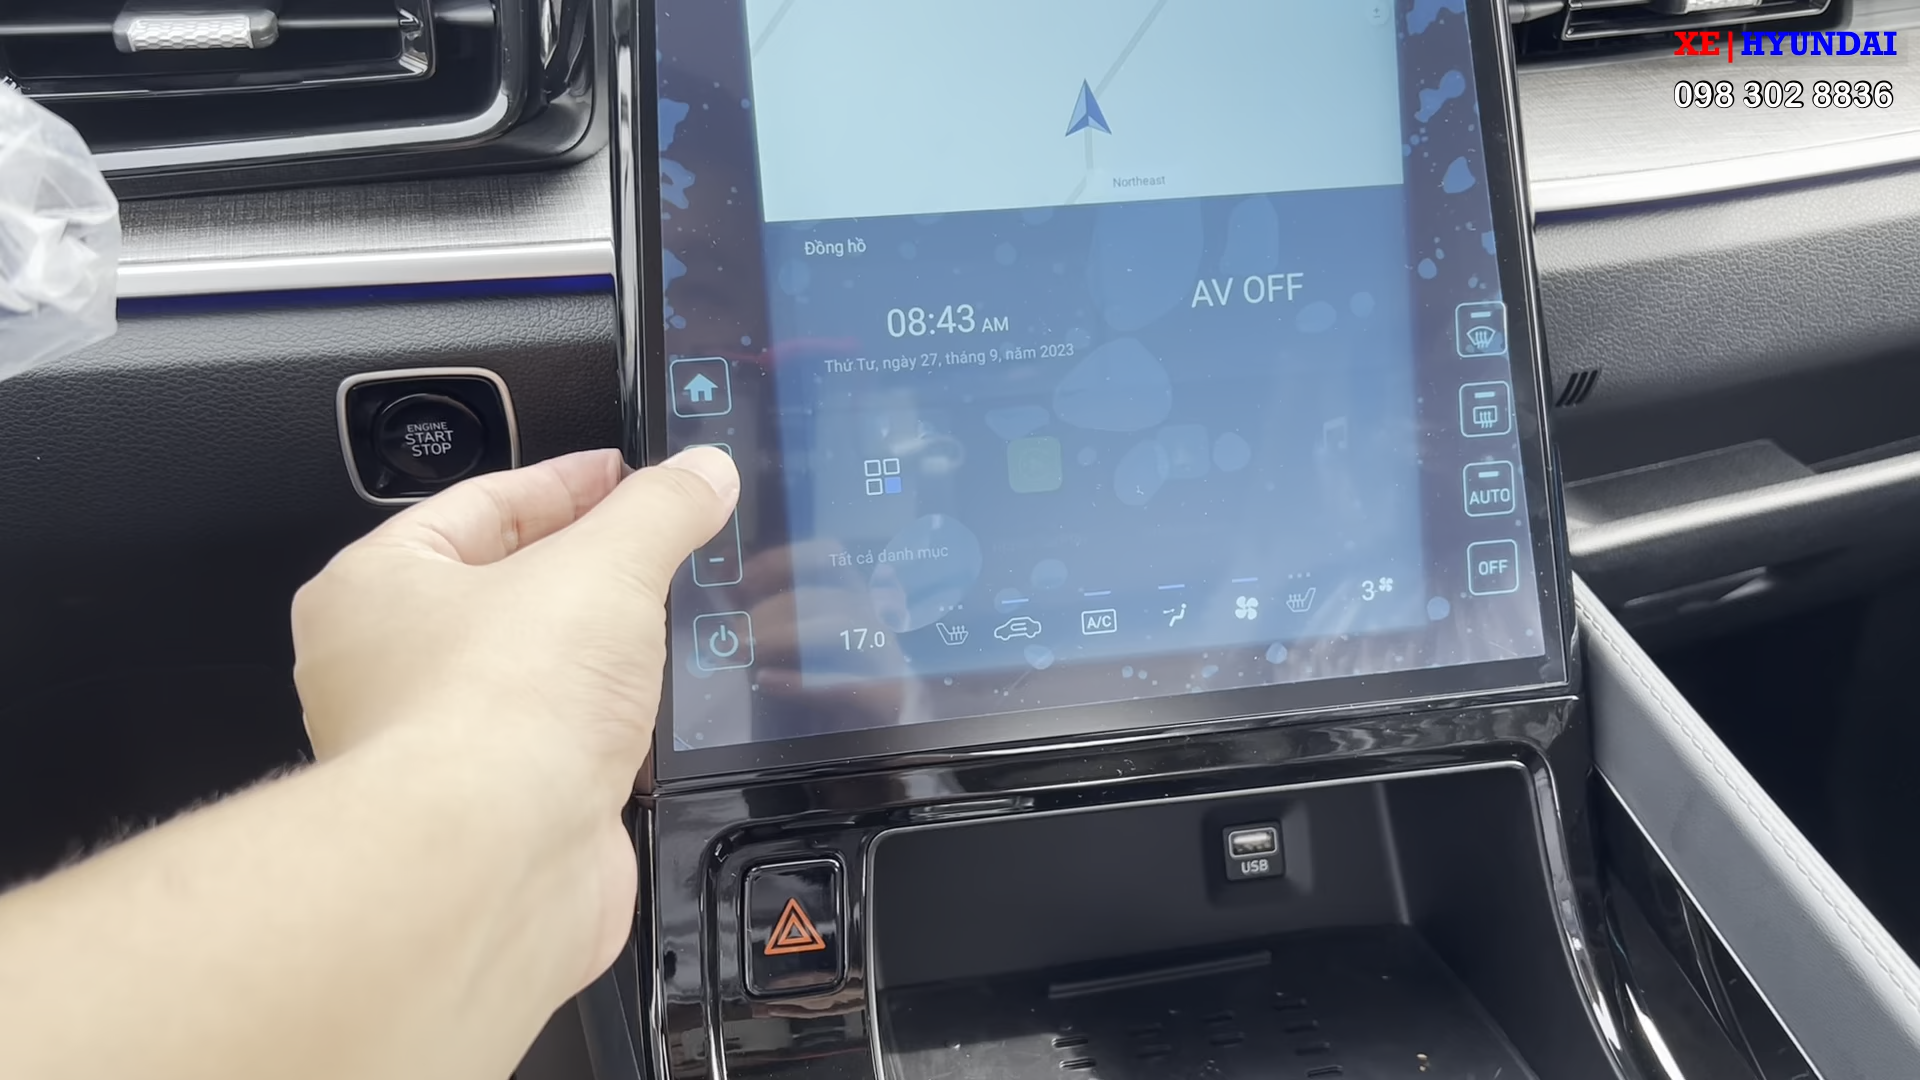 XE|HYUNDAI
098 302 8836
Northeast
Đồng hồ
AV OFF
08:43 AM
Thứ Tư, ngày 27, tháng 9, năm 2023
ENGINE
START
STOP
AUTO
OFF
Tất cả danh mục
17.0
A/C
3
USB